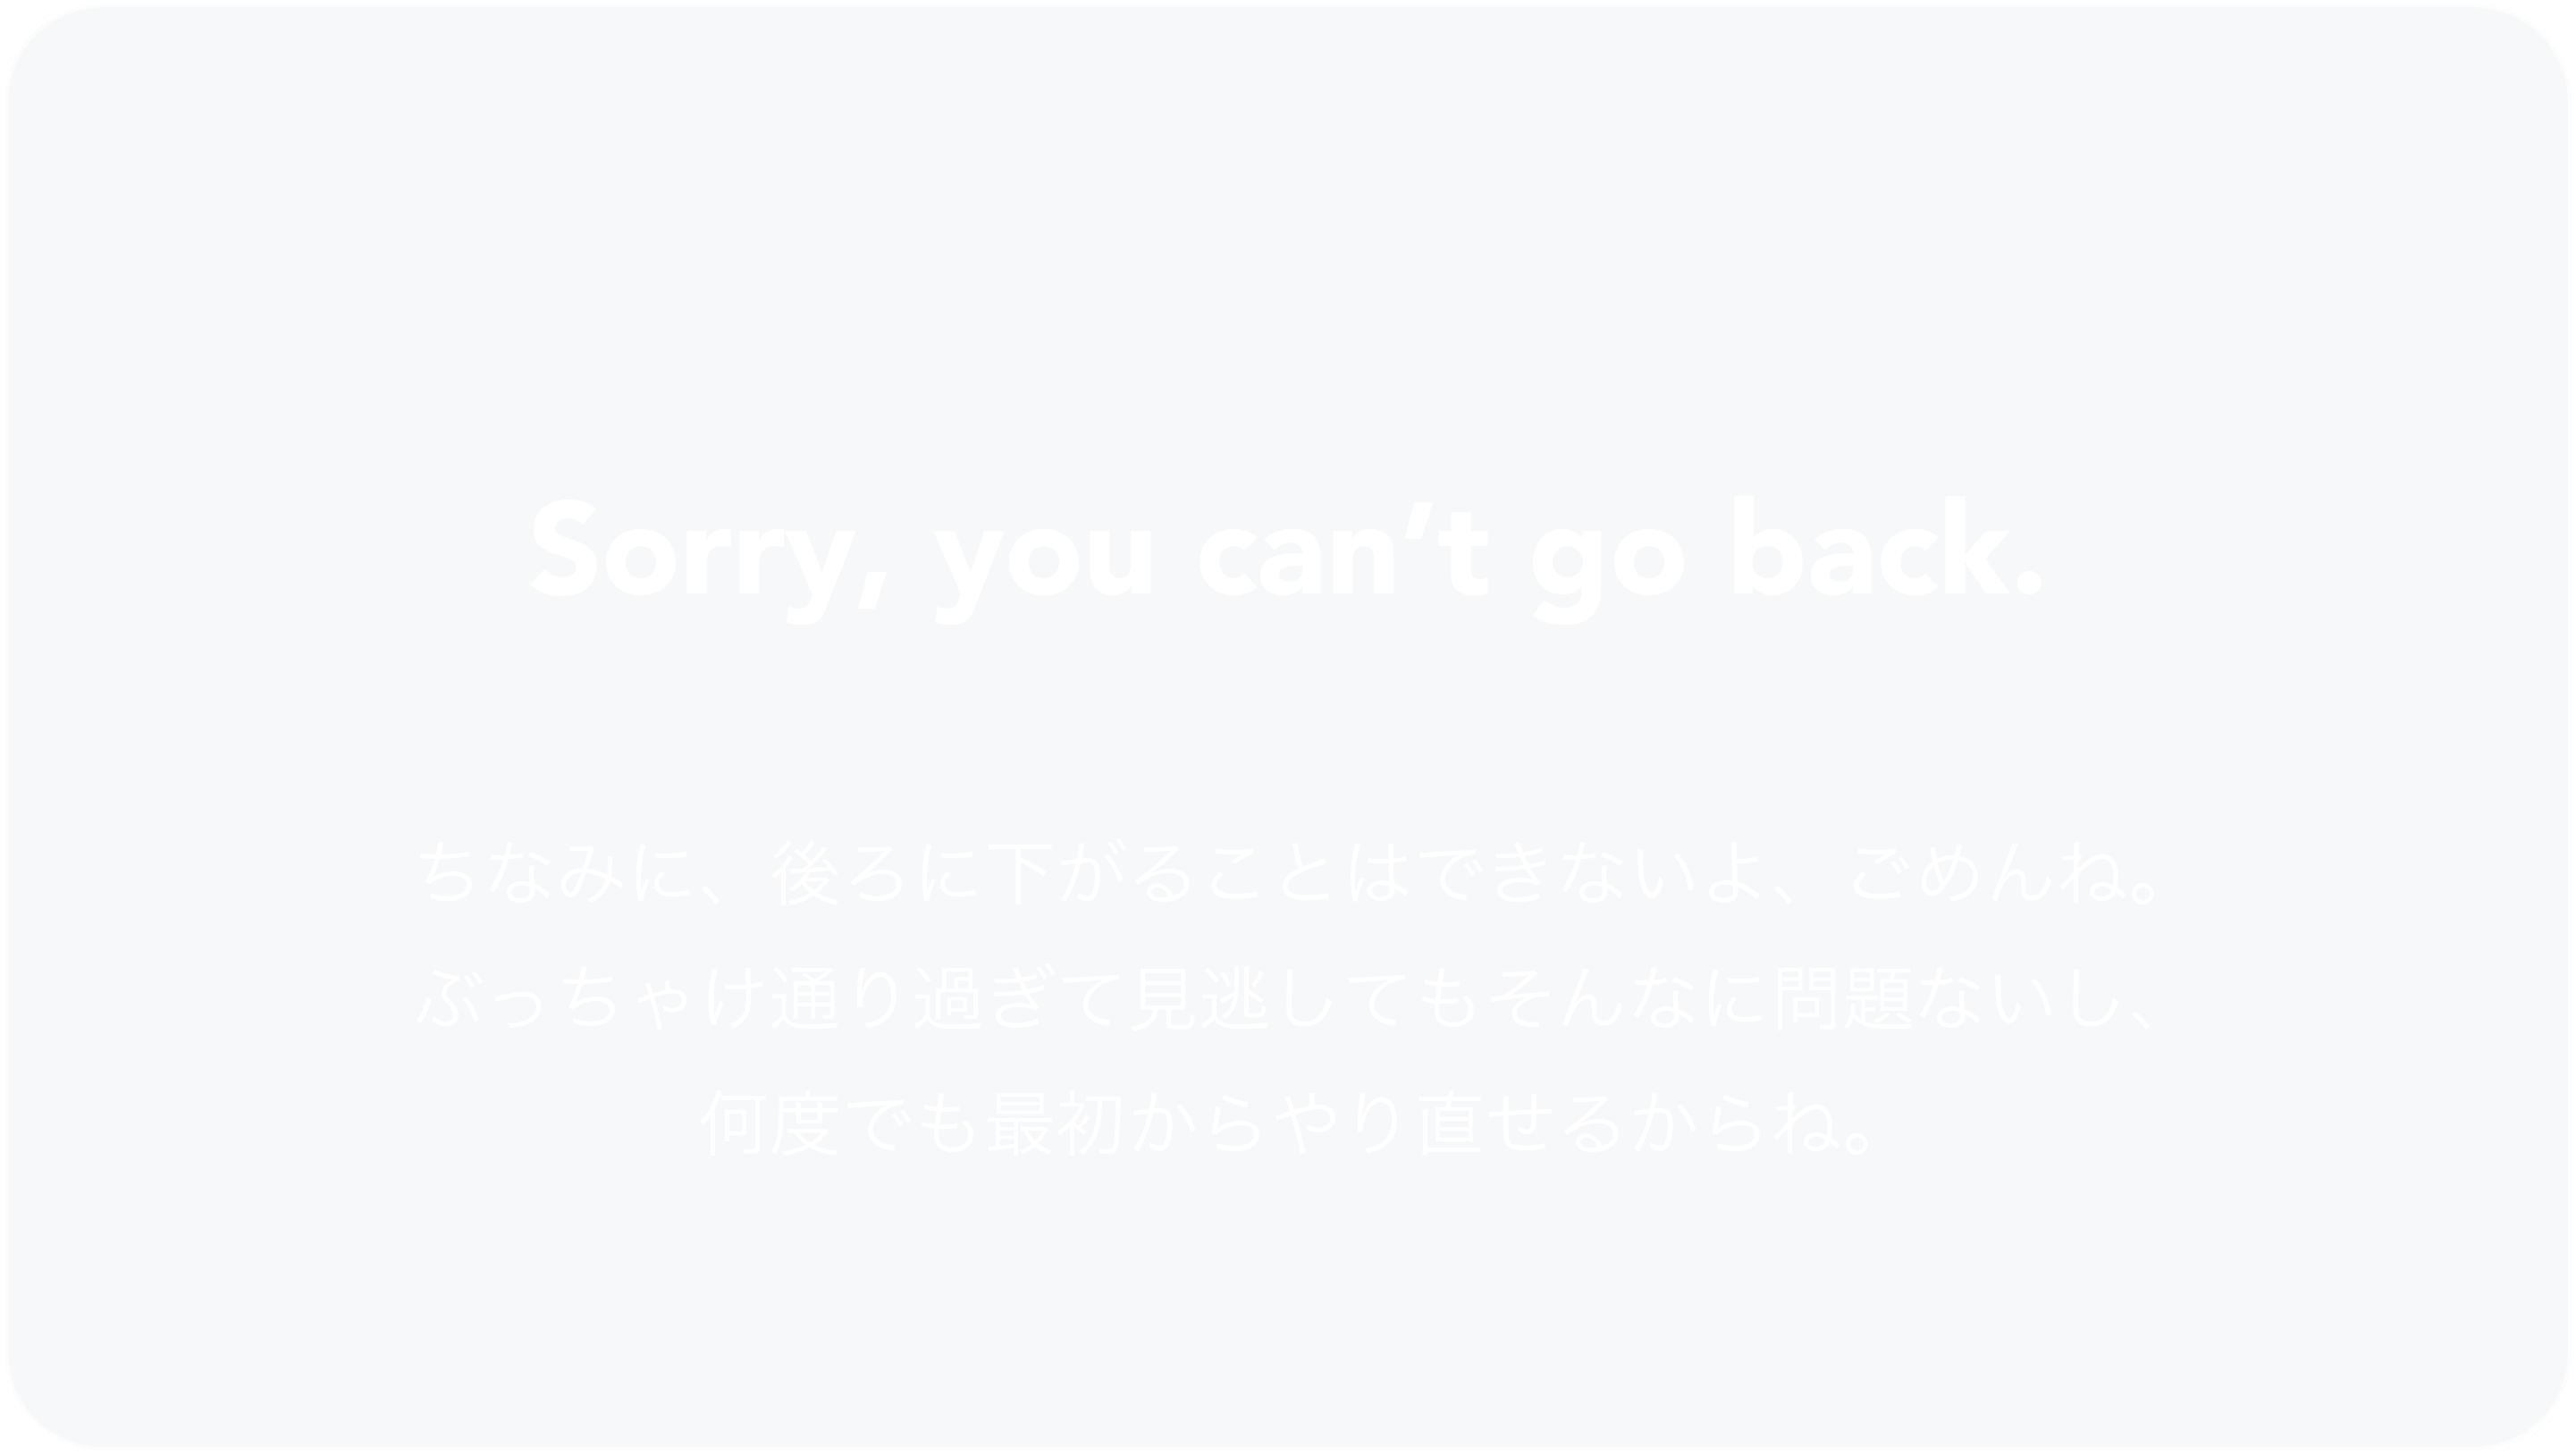 Sorry, you can’t go back.
ちなみに、後ろに下がることはできないよ、ごめんね。
ぶっちゃけ通り過ぎて見逃してもそんなに問題ないし、
何度でも最初からやり直せるからね。